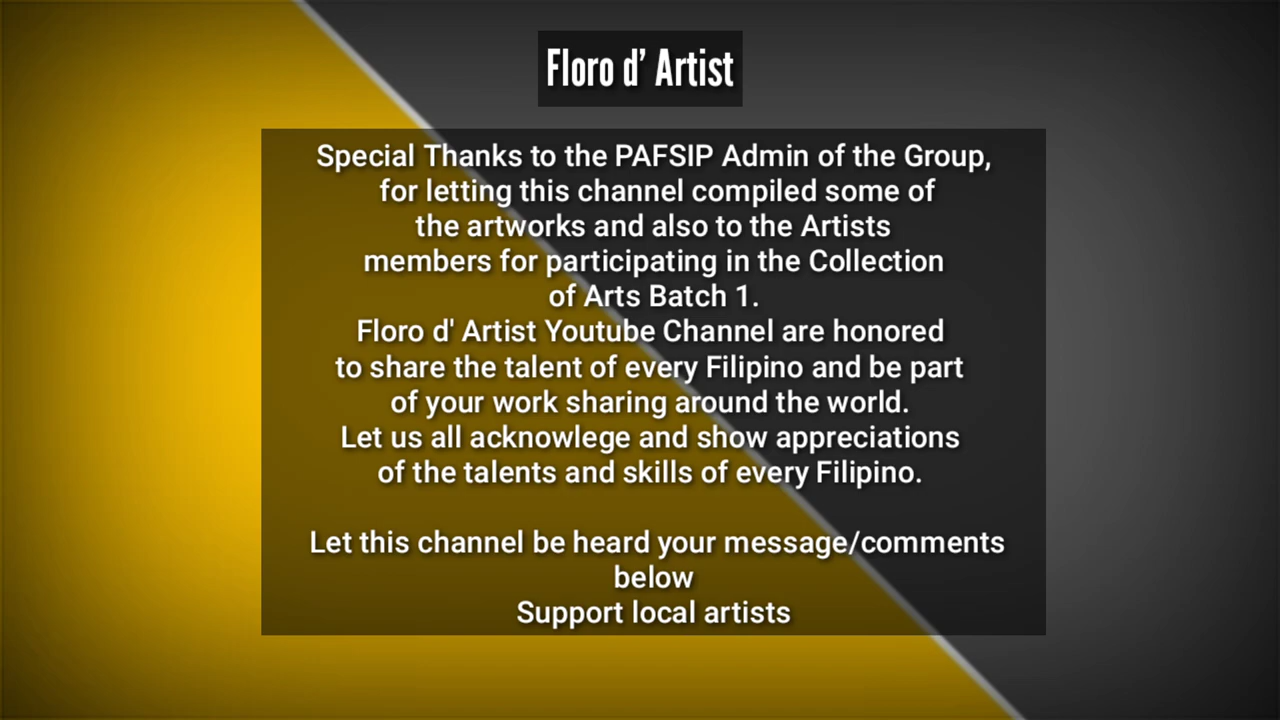 Floro d’ Artist
Special Thanks to the PAFSIP Admin of the Group,
for letting this channel compiled some of
the artworks and also to the Artists
members for participating in the Collection
of Arts Batch 1.
Floro d' Artist Youtube Channel are honored
to share the talent of every Filipino and be part
of your work sharing around the world.
Let us all acknowlege and show appreciations
of the talents and skills of every Filipino.
Let this channel be heard your message/comments
below
Support local artists